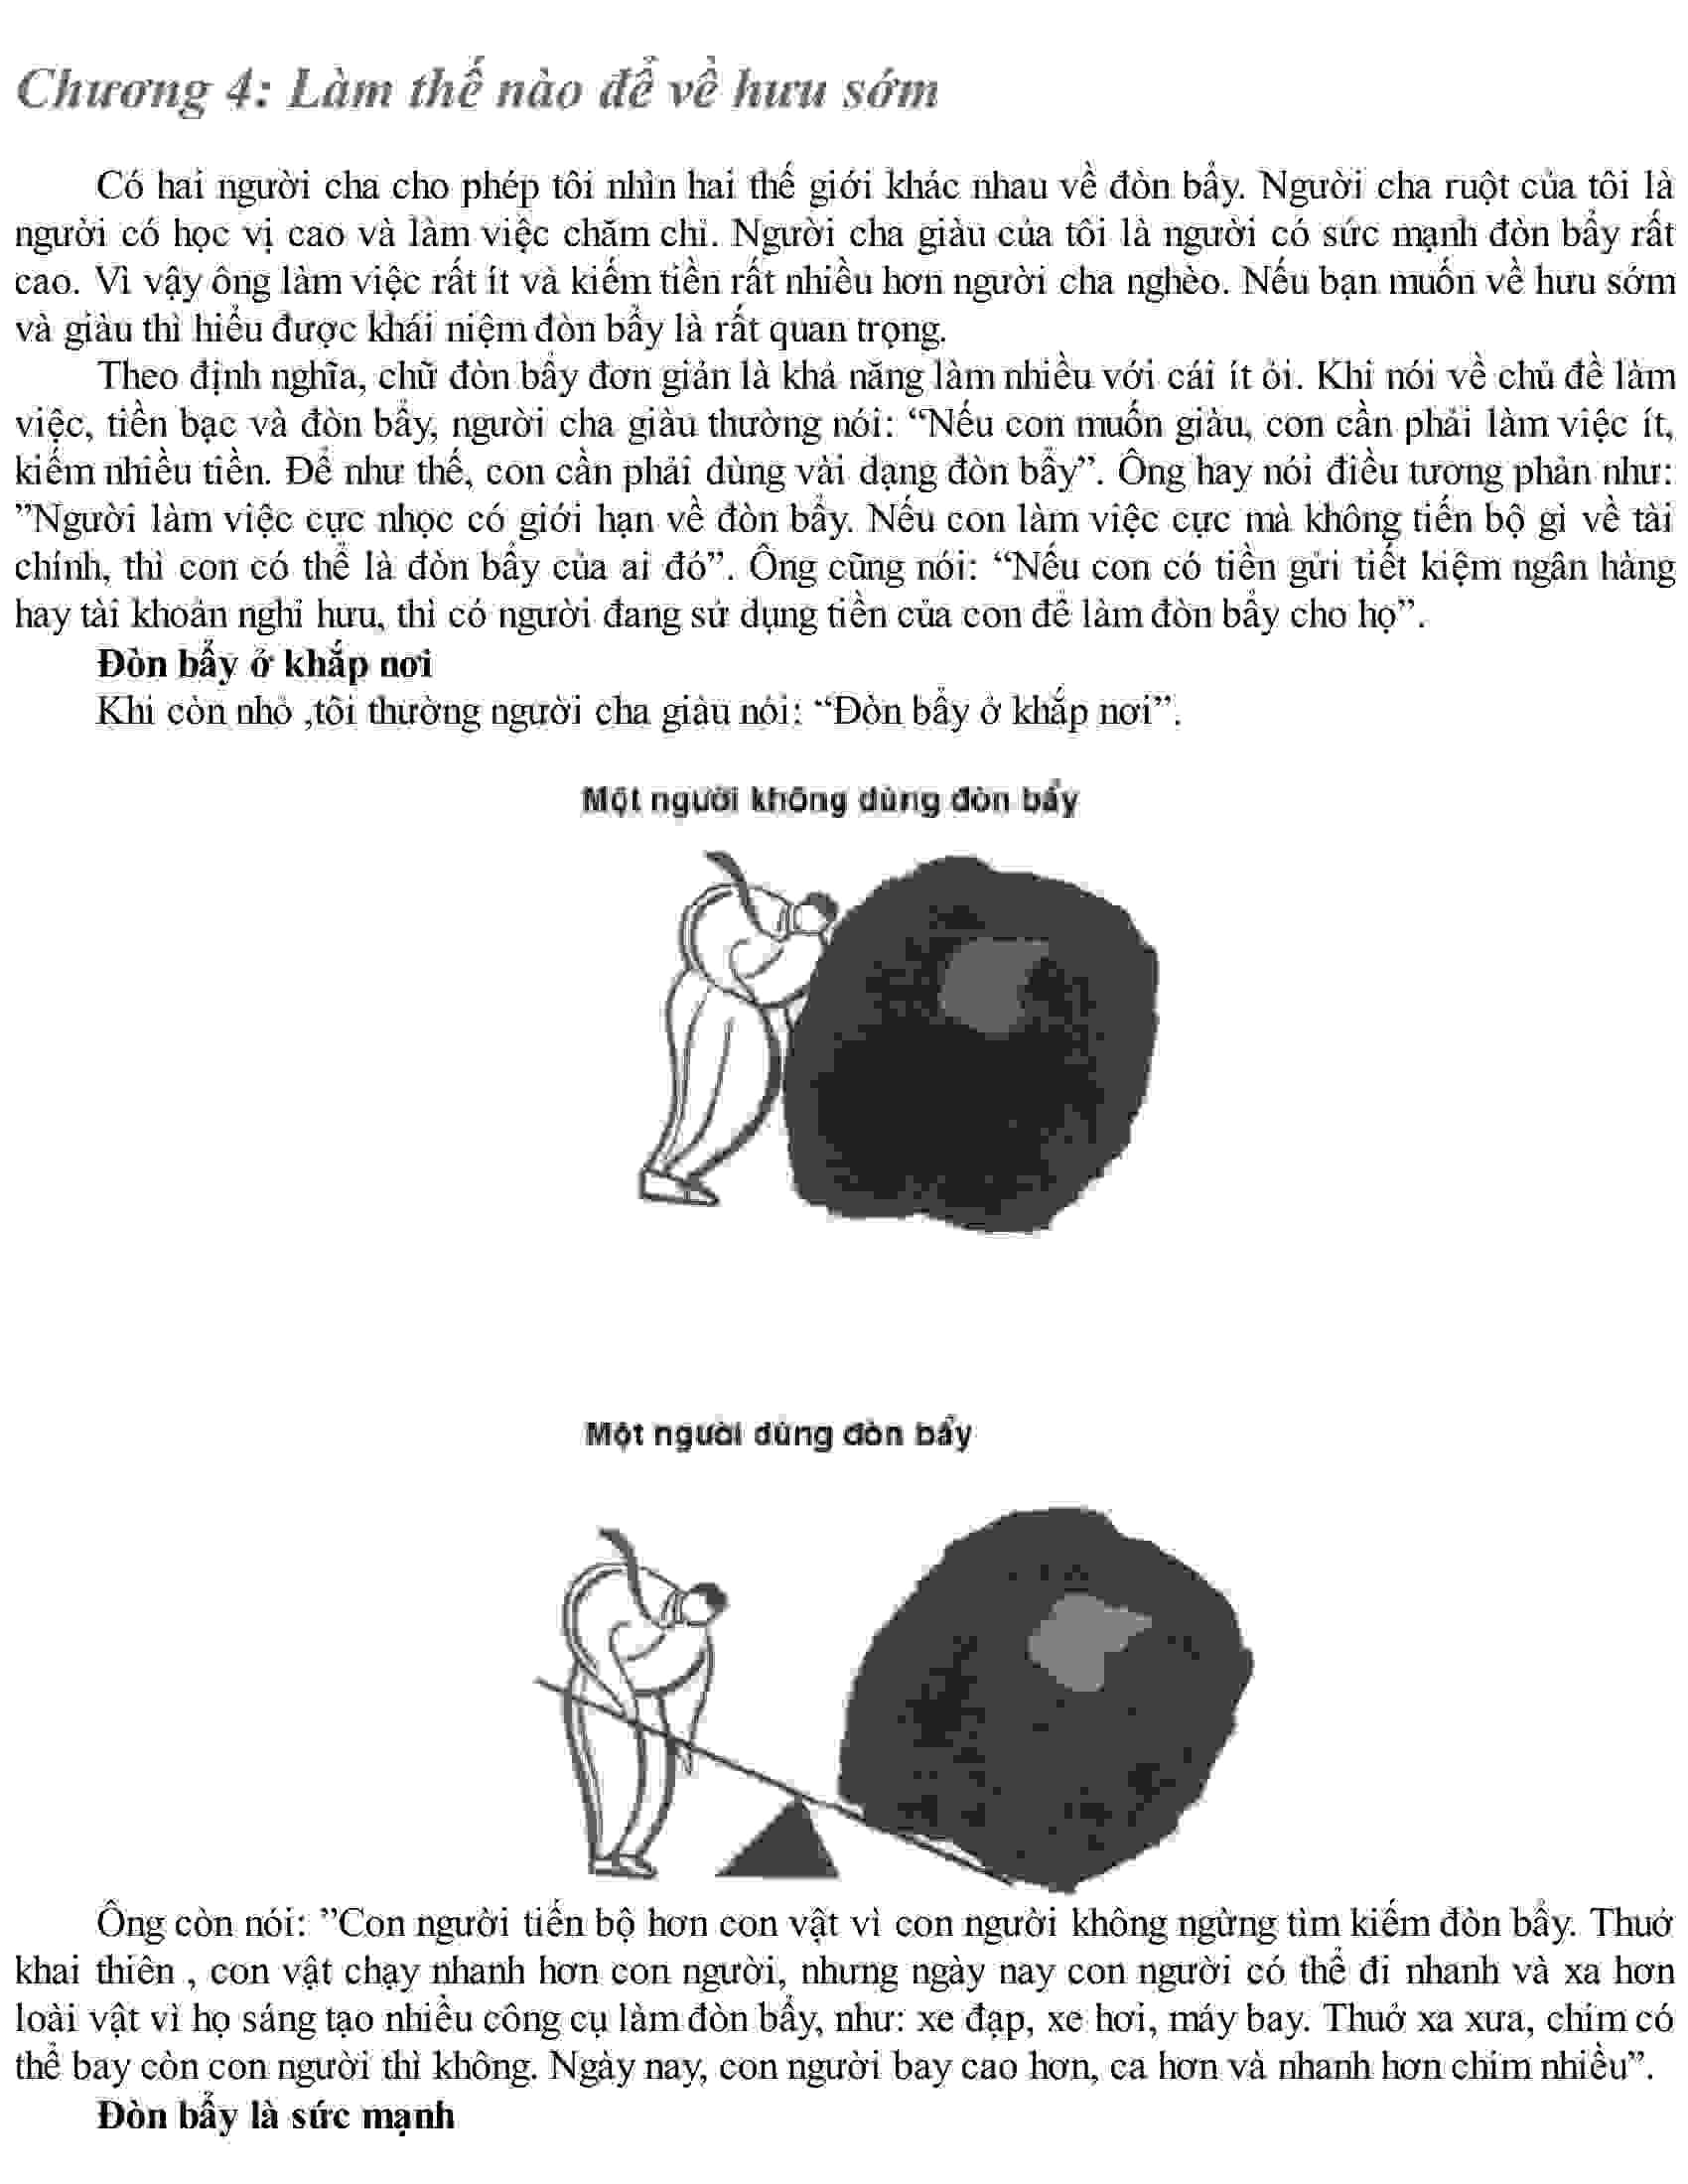 Chương 4: Làm thế nào để về hưu sớm
Có hai người cha cho phép tôi nhìn hai thế giới khác nhau về đòn bẩy. Người cha ruột của tôi là
người có học vị cao và làm việc chăm chỉ. Người cha giàu của tôi là người có sức mạnh đòn bẩy rất
cao. Vì vậy ông làm việc rất ít và kiếm tiền rất nhiều hơn người cha nghèo. Nếu bạn muốn về hưu sớm
và giàu thì hiểu được khái niệm đòn bẩy là rất quan trọng.
Theo định nghĩa, chữ đòn bẩy đơn giản là khả năng làm nhiều với cái ít ỏi. Khi nói về chủ đề làm
việc, tiền bạc và đòn bẩy, người cha giàu thường nói: “Nếu con muốn giàu, con cần phải làm việc ít,
kiếm nhiều tiền. Để như thế, con cần phải dùng vài dạng đòn bẩy”. Ông hay nói điều tương phản như:
”Người làm việc cực nhọc có giới hạn về đòn bẩy. Nếu con làm việc cực mà không tiến bộ gì về tài
chính, thì con có thể là đòn bẩy của ai đó”. Ông cũng nói: “Nếu con có tiền gửi tiết kiệm ngân hàng
hay tài khoản nghỉ hưu, thì có người đang sử dụng tiền của con để làm đòn bẩy cho họ”.
Đòn bẩy ở khắp nơi
Khi còn nhỏ ,tôi thường người cha giàu nói: “Đòn bẩy ở khắp nơi”.
Một người không dùng đòn bẩy
Một người dùng đòn bẩy
Ông còn nói: ”Con người tiến bộ hơn con vật vì con người không ngừng tìm kiếm đòn bẩy. Thuở
khai thiên , con vật chạy nhanh hơn con người, nhưng ngày nay con người có thể đi nhanh và xa hơn
loài vật vì họ sáng tạo nhiều công cụ làm đòn bẩy, như: xe đạp, xe hơi, máy bay. Thuở xa xưa, chim có
thể bay còn con người thì không. Ngày nay, con người bay cao hơn, ca hơn và nhanh hơn chim nhiều”.
Đòn bẩy là sức mạnh